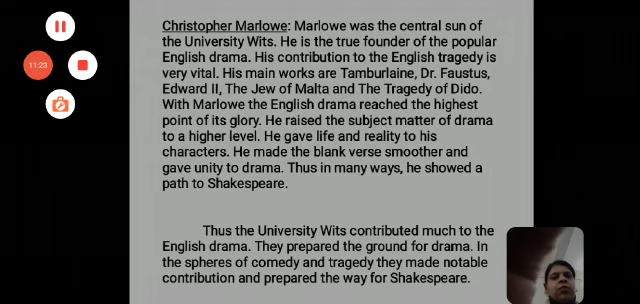 Christopher Marlowe: Marlowe was the central sun of
the University Wits. He is the true founder of the popular
English drama. His contribution to the English tragedy is
very vital. His main works are Tamburlaine, Dr. Faustus,
Edward II, The Jew of Malta and The Tragedy of Dido.
With Marlowe the English drama reached the highest
point of its glory. He raised the subject matter of drama
to a higher level. He gave life and reality to his
characters. He made the blank verse smoother and
gave unity to drama. Thus in many ways, he showed a
path to Shakespeare.
Thus the University Wits contributed much to the
English drama. They prepared the ground for drama. In
the spheres of comedy and tragedy they made notable
contribution and prepared the way for Shakespeare.
11:23